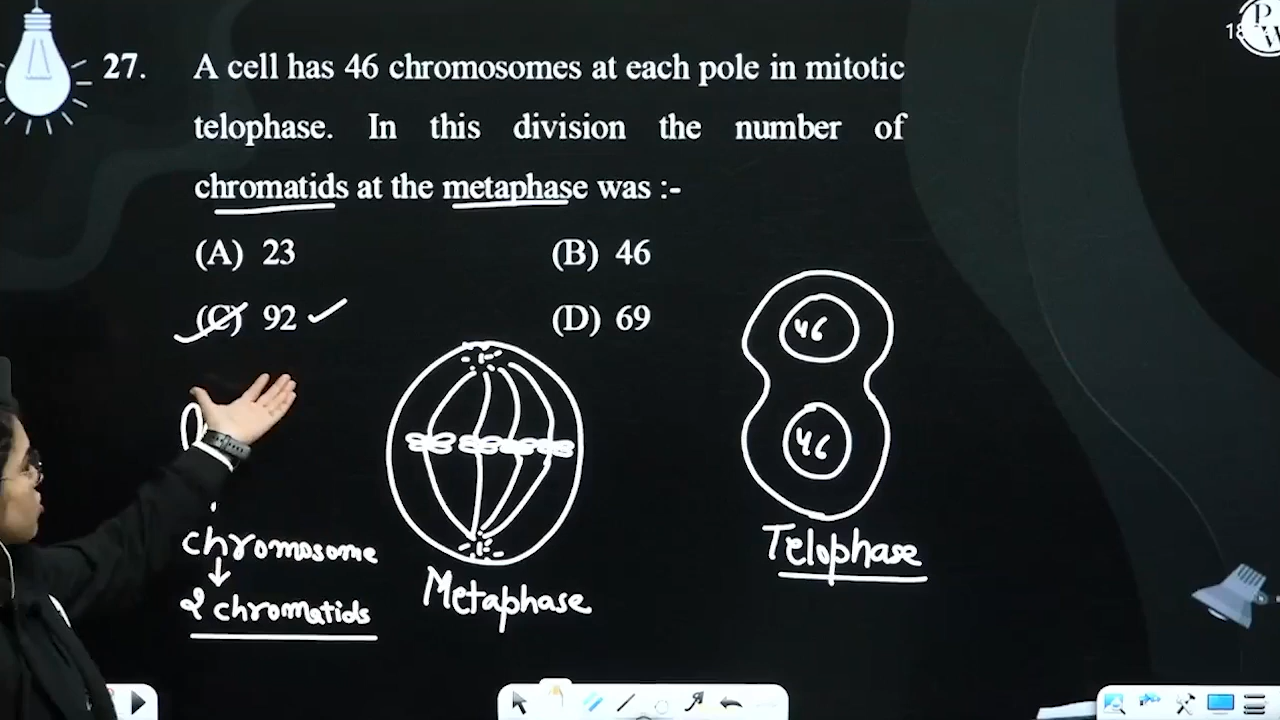 27. A cell has 46 chromosomes at each pole in mitotic
telophase. In this division the number of
chromatids at the metaphase was :-
(A) 23 (B) 46
(C) 92 (D) 69
46
46
chromosome
2 chromatids
Metaphase
Telophase
P
W